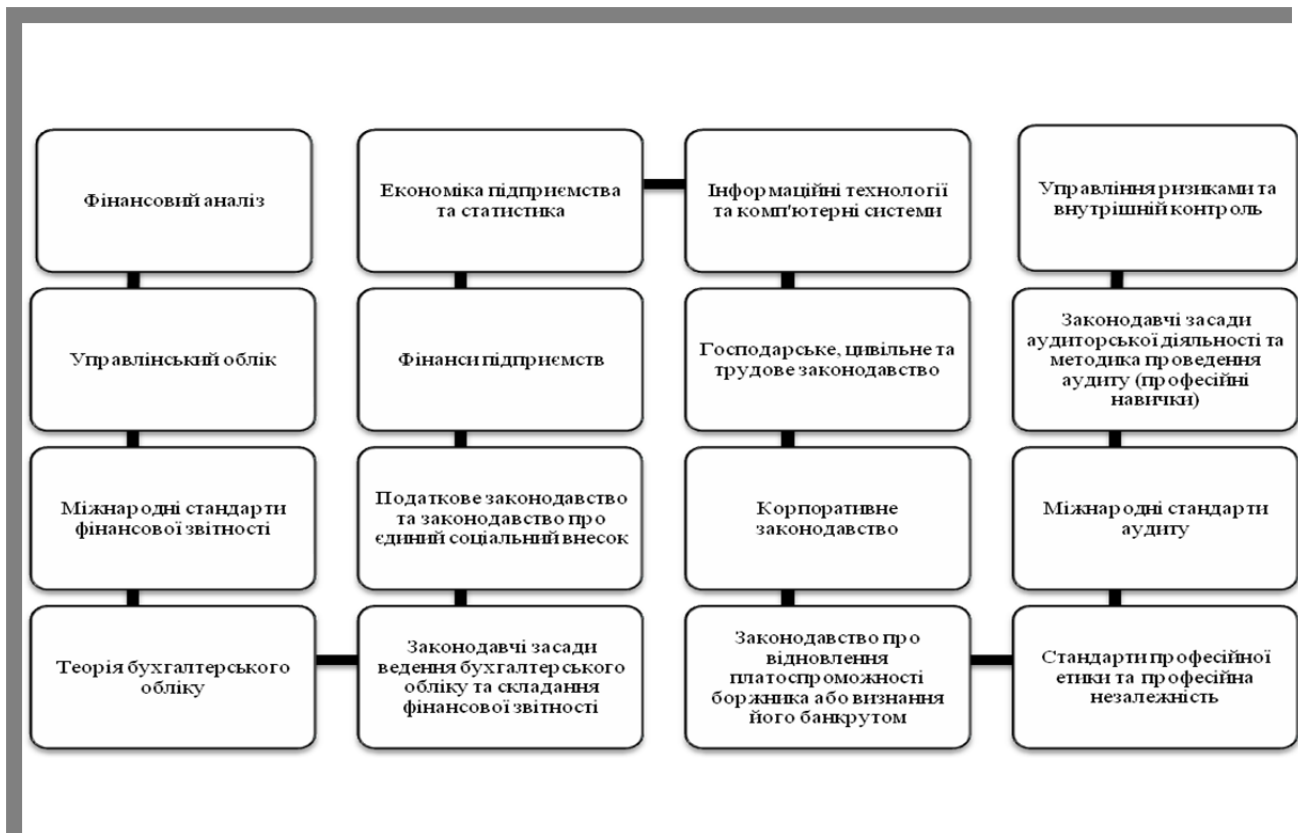 Фінансовий аналіз
Управлінський облік
Міжнародні стандарти
фінансової звітності
Теорія бухгалтерського
обліку
Законодавчі засади
ведення бухгалтерського
обліку та складання
фінансової звітності
Податкове законодавство
та законодавство про
єдиний соціальний внесок
Фінанси підприємств
Економіка підприємства
та статистика
Інформаційні технології
та комп'ютерні системи
Господарське, цивільне та
трудове законодавство
Корпоративне
законодавство
Законодавство про
відновлення
платоспроможності
боржника або визнання
його банкрутом
Стандарти професійної
етики та професійна
незалежність
Міжнародні стандарти
аудиту
Законодавчі засади
аудиторської діяльності та
методика проведення
аудиту (професійні
навички)
Управління ризиками та
внутрішній контроль